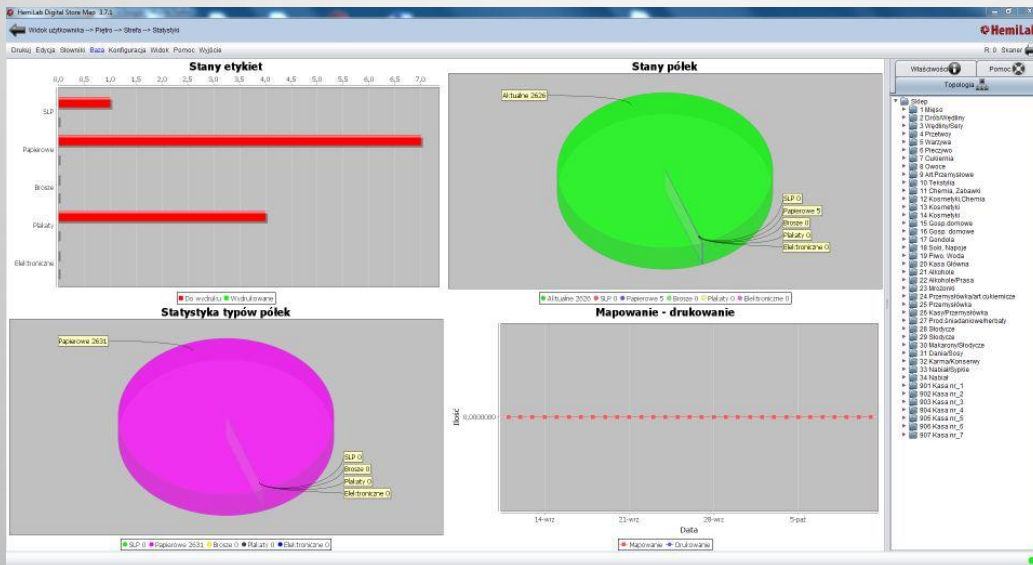 HemiLab Digital Store Map 3.7.1
Widok użytkownika --> Piętro --> Strefa --> Statystyki
HemiLab
Drukuj Edycja Słowniki Baza Konfiguracja Widok Pomoc Wyjście
R: 0 Skaner
Stany etykiet
0,0 0,5 1,0 1,5 2,0 2,5 3,0 3,5 4,0 4,5 5,0 5,5 6,0 6,5 7,0
SLP
Papierowe
Brosze
Plakaty
Elektroniczne
Do wydruku Wydrukowane
Stany półek
Aktualne 2626
SLP 0
Papierowe 5
Brosze 0
Plakaty 0
Elektroniczne 0
Aktualne 2626 SLP 0 Papierowe 5 Brosze 0 Plakaty 0 Elektroniczne 0
Statystyka typów półek
Papierowe 2631
SLP 0
Brosze 0
Plakaty 0
Elektroniczne 0
SLP 0 Papierowe 2631 Brosze 0 Plakaty 0 Elektroniczne 0
Mapowanie - drukowanie
Ilość
0,0000000
14-wrz 21-wrz 28-wrz 5-paź
Data
Mapowanie Drukowanie
Właściwości Pomoc
Topologia
Sklep
1 Mięso
2 Drób/Wędliny
3 Wędliny/Sery
4 Przetwory
5 Warzywa
6 Pieczywo
7 Cukiernia
8 Owoce
9 Art.Przemysłowe
10 Tekstylia
11 Chemia, Zabawki
12 Kosmetyki,Chemia
13 Kosmetyki
14 Kosmetyki
15 Gosp.domowe
16 Gosp. domowe
17 Gondola
18 Soki, Napoje
19 Piwo, Woda
20 Kasa Główna
21 Alkohole
22 Alkohole/Prasa
23 Mrożonki
24 Przemysłówka/art.cukiernicze
25 Przemysłówka
26 Kasy/Przemysłówka
27 Prod.śniadaniowe/herbaty
28 Słodycze
29 Słodycze
30 Makarony/Słodycze
31 Dania/Sosy
32 Karma/Konserwy
33 Nabiał/Sypkie
34 Nabiał
901 Kasa nr_1
902 Kasa nr_2
903 Kasa nr_3
904 Kasa nr_4
905 Kasa nr_5
906 Kasa nr_6
907 Kasa nr_7